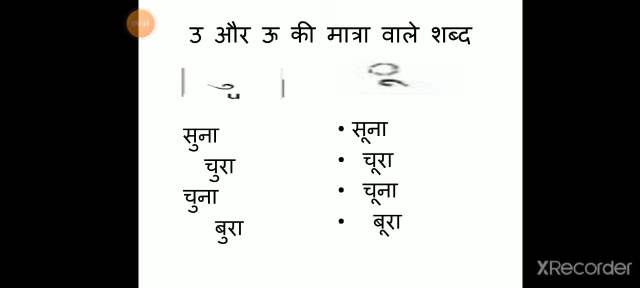 उ और ऊ की मात्रा वाले शब्द
सुना
चुरा
चुना
बुरा
• सूना
• चूरा
• चूना
• बूरा
XRecorder